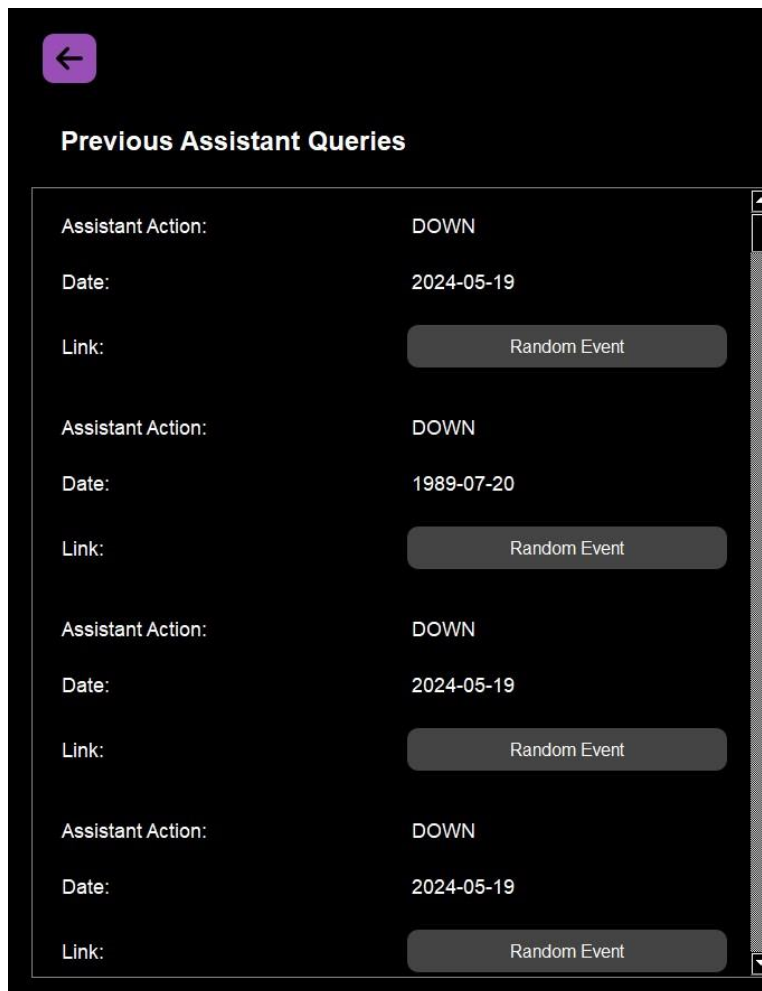 Previous Assistant Queries
Assistant Action: DOWN
Date: 2024-05-19
Link: Random Event
Assistant Action: DOWN
Date: 1989-07-20
Link: Random Event
Assistant Action: DOWN
Date: 2024-05-19
Link: Random Event
Assistant Action: DOWN
Date: 2024-05-19
Link: Random Event